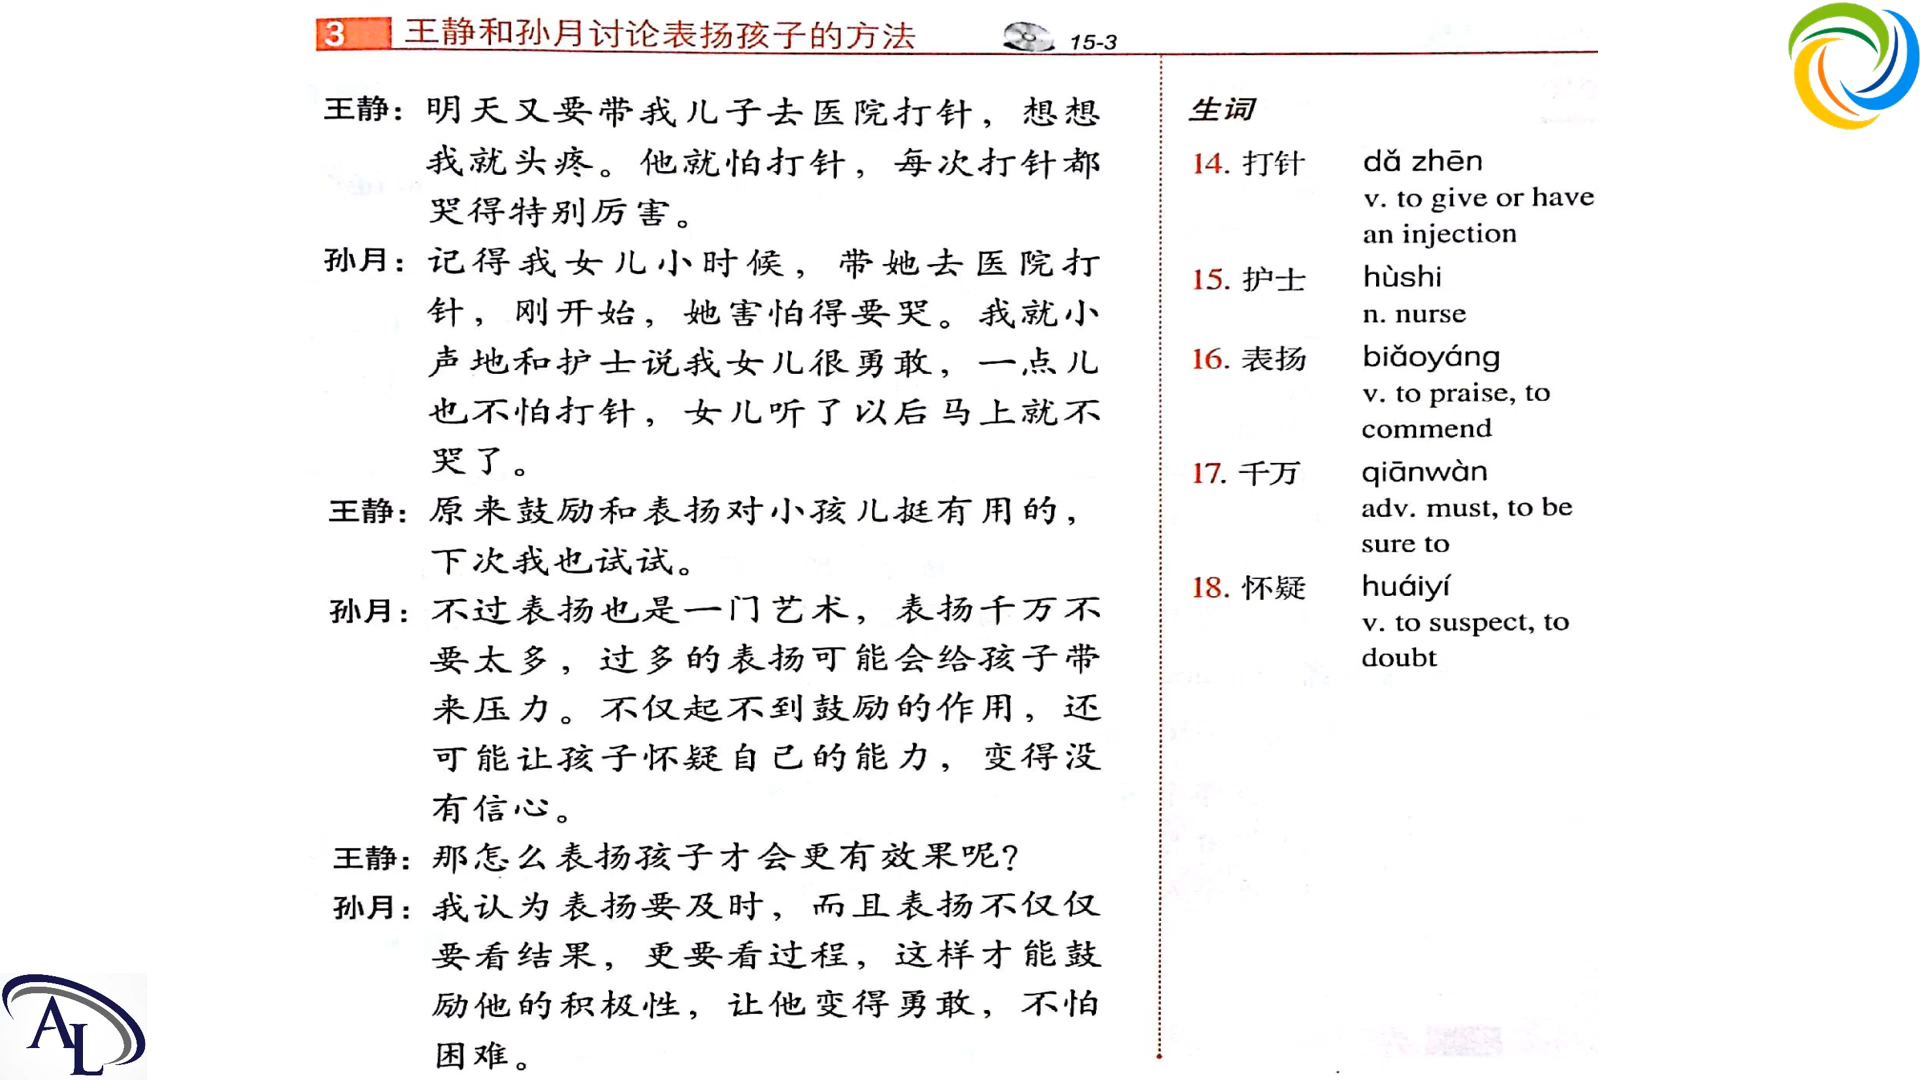 3 王静和孙月讨论表扬孩子的方法 15-3
王静：明天又要带我儿子去医院打针，想想
我就头疼。他就怕打针，每次打针都
哭得特别厉害。
孙月：记得我女儿小时候，带她去医院打
针，刚开始，她害怕得要哭。我就小
声地和护士说我女儿很勇敢，一点儿
也不怕打针，女儿听了以后马上就不
哭了。
王静：原来鼓励和表扬对小孩儿挺有用的，
下次我也试试。
孙月：不过表扬也是一门艺术，表扬千万不
要太多，过多的表扬可能会给孩子带
来压力。不仅起不到鼓励的作用，还
可能让孩子怀疑自己的能力，变得没
有信心。
王静：那怎么表扬孩子才会更有效果呢？
孙月：我认为表扬要及时，而且表扬不仅仅
要看结果，更要看过程，这样才能鼓
励他的积极性，让他变得勇敢，不怕
困难。
生词
14. 打针 dǎ zhēn
v. to give or have
an injection
15. 护士 hùshi
n. nurse
16. 表扬 biǎoyáng
v. to praise, to
commend
17. 千万 qiānwàn
adv. must, to be
sure to
18. 怀疑 huáiyí
v. to suspect, to
doubt
AL